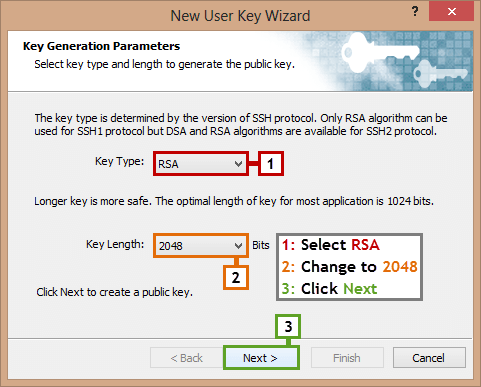 New User Key Wizard
?
×
Key Generation Parameters
Select key type and length to generate the public key.
The key type is determined by the version of SSH protocol. Only RSA algorithm can be
used for SSH1 protocol but DSA and RSA algorithms are available for SSH2 protocol.
Key Type: RSA 1
Longer key is more safe. The optimal length of key for most application is 1024 bits.
Key Length: 2048 Bits
2
1: Select RSA
2: Change to 2048
3: Click Next
Click Next to create a public key.
3
< Back Next > Finish Cancel